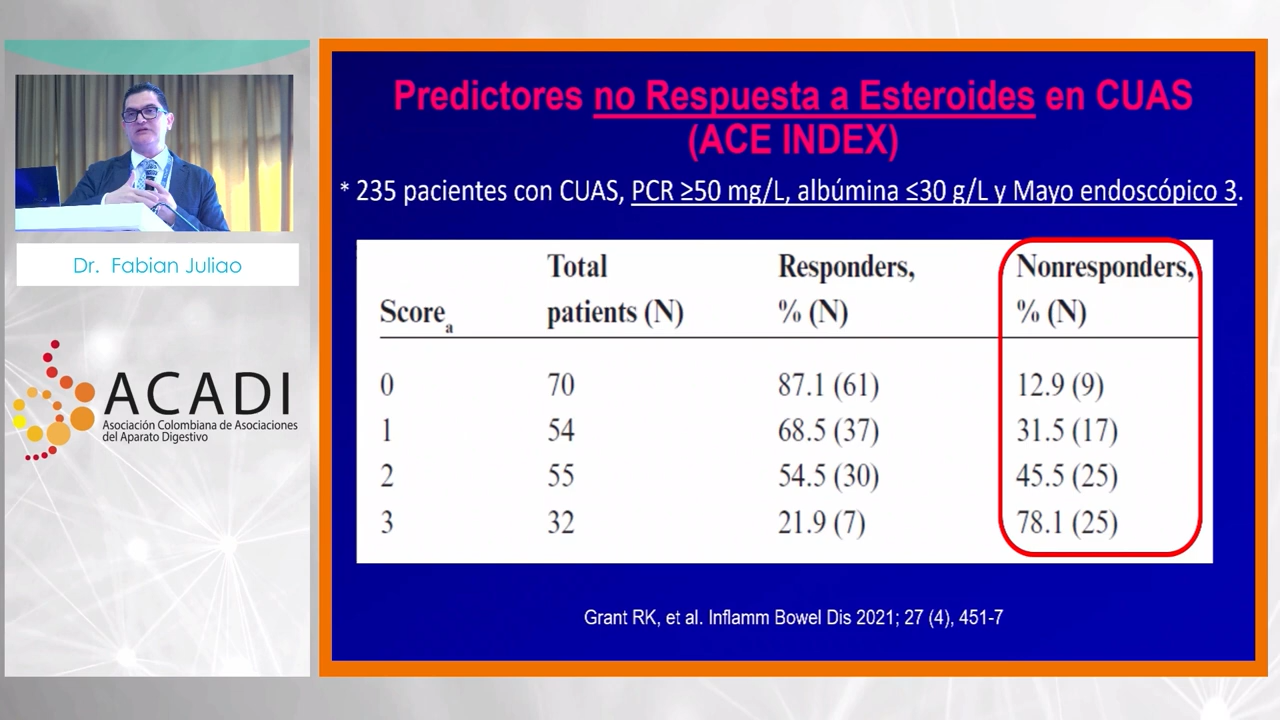 Predictores no Respuesta a Esteroides en CUAS
(ACE INDEX)
* 235 pacientes con CUAS, PCR ≥50 mg/L, albúmina ≤30 g/L y Mayo endoscópico 3.
Dr. Fabian Juliao
ACADI
Asociación Colombiana de Asociaciones
del Aparato Digestivo
Total Responders, Nonresponders,
Scorea patients (N) % (N) % (N)
0 70 87.1 (61) 12.9 (9)
1 54 68.5 (37) 31.5 (17)
2 55 54.5 (30) 45.5 (25)
3 32 21.9 (7) 78.1 (25)
Grant RK, et al. Inflamm Bowel Dis 2021; 27 (4), 451-7